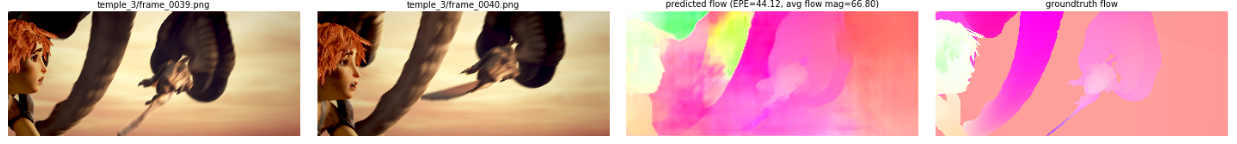 temple_3/frame_0039.png
temple_3/frame_0040.png
predicted flow (EPE=44.12, avg flow mag=66.80)
groundtruth flow